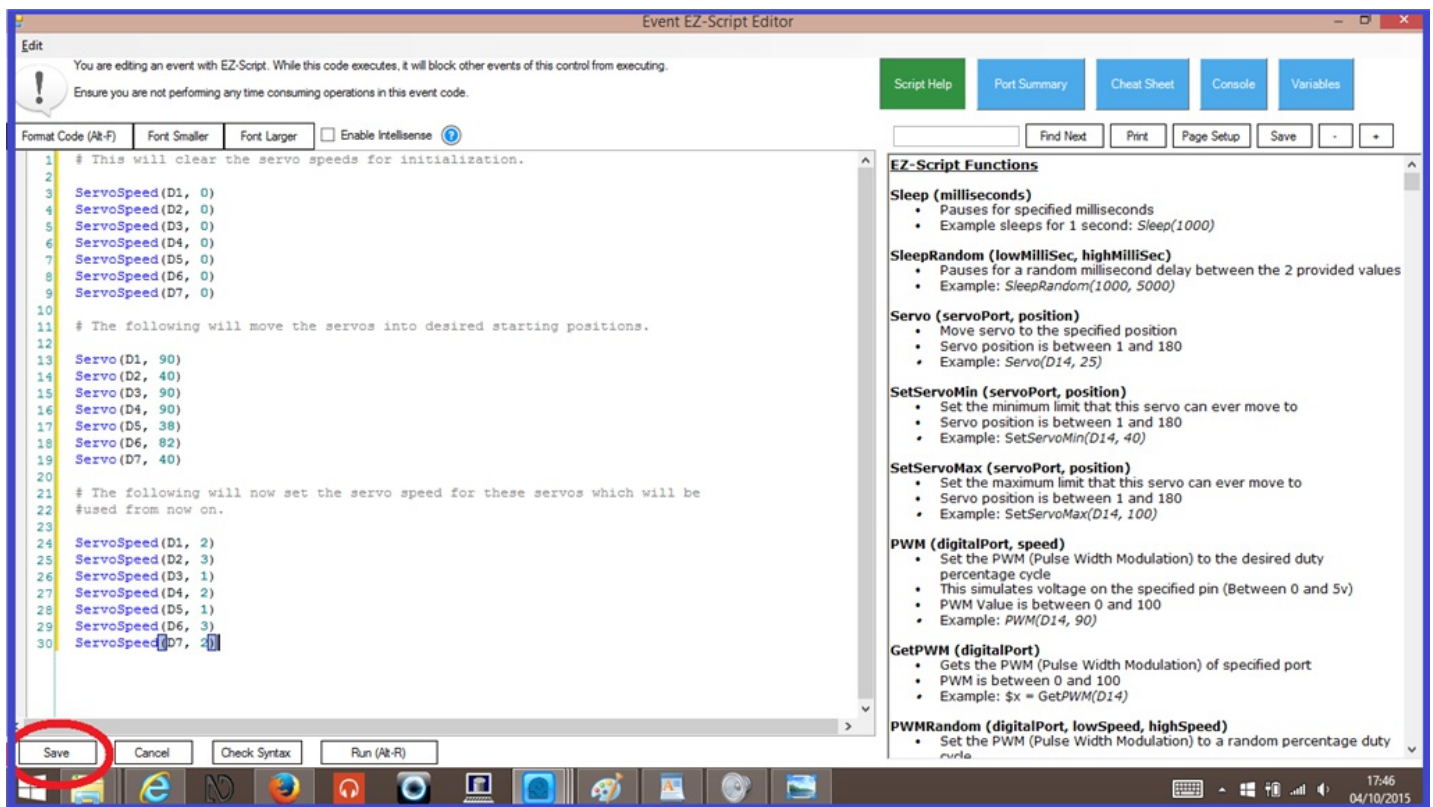 Event EZ-Script Editor
Edit
You are editing an event with EZ-Script. While this code executes, it will block other events of this control from executing.
Ensure you are not performing any time consuming operations in this event code.
Script Help
Port Summary
Cheat Sheet
Console
Variables
Format Code (Alt-F)
Font Smaller
Font Larger
Enable Intellisense
Find Next
Print
Page Setup
Save
-
+
1 # This will clear the servo speeds for initialization.
2
3 ServoSpeed(D1, 0)
4 ServoSpeed(D2, 0)
5 ServoSpeed(D3, 0)
6 ServoSpeed(D4, 0)
7 ServoSpeed(D5, 0)
8 ServoSpeed(D6, 0)
9 ServoSpeed(D7, 0)
10
11 # The following will move the servos into desired starting positions.
12
13 Servo(D1, 90)
14 Servo(D2, 40)
15 Servo(D3, 90)
16 Servo(D4, 90)
17 Servo(D5, 38)
18 Servo(D6, 82)
19 Servo(D7, 40)
20
21 # The following will now set the servo speed for these servos which will be
22 #used from now on.
23
24 ServoSpeed(D1, 2)
25 ServoSpeed(D2, 3)
26 ServoSpeed(D3, 1)
27 ServoSpeed(D4, 2)
28 ServoSpeed(D5, 1)
29 ServoSpeed(D6, 3)
30 ServoSpeed(D7, 2)
EZ-Script Functions
Sleep (milliseconds)
• Pauses for specified milliseconds
• Example sleeps for 1 second: Sleep(1000)
SleepRandom (lowMilliSec, highMilliSec)
• Pauses for a random millisecond delay between the 2 provided values
• Example: SleepRandom(1000, 5000)
Servo (servoPort, position)
• Move servo to the specified position
• Servo position is between 1 and 180
• Example: Servo(D14, 25)
SetServoMin (servoPort, position)
• Set the minimum limit that this servo can ever move to
• Servo position is between 1 and 180
• Example: SetServoMin(D14, 40)
SetServoMax (servoPort, position)
• Set the maximum limit that this servo can ever move to
• Servo position is between 1 and 180
• Example: SetServoMax(D14, 100)
PWM (digitalPort, speed)
• Set the PWM (Pulse Width Modulation) to the desired duty
percentage cycle
• This simulates voltage on the specified pin (Between 0 and 5v)
• PWM Value is between 0 and 100
• Example: PWM(D14, 90)
GetPWM (digitalPort)
• Gets the PWM (Pulse Width Modulation) of specified port
• PWM is between 0 and 100
• Example: $x = GetPWM(D14)
PWMRandom (digitalPort, lowSpeed, highSpeed)
• Set the PWM (Pulse Width Modulation) to a random percentage duty
cycle
Save
Cancel
Check Syntax
Run (Alt-R)
17:46
04/10/2015